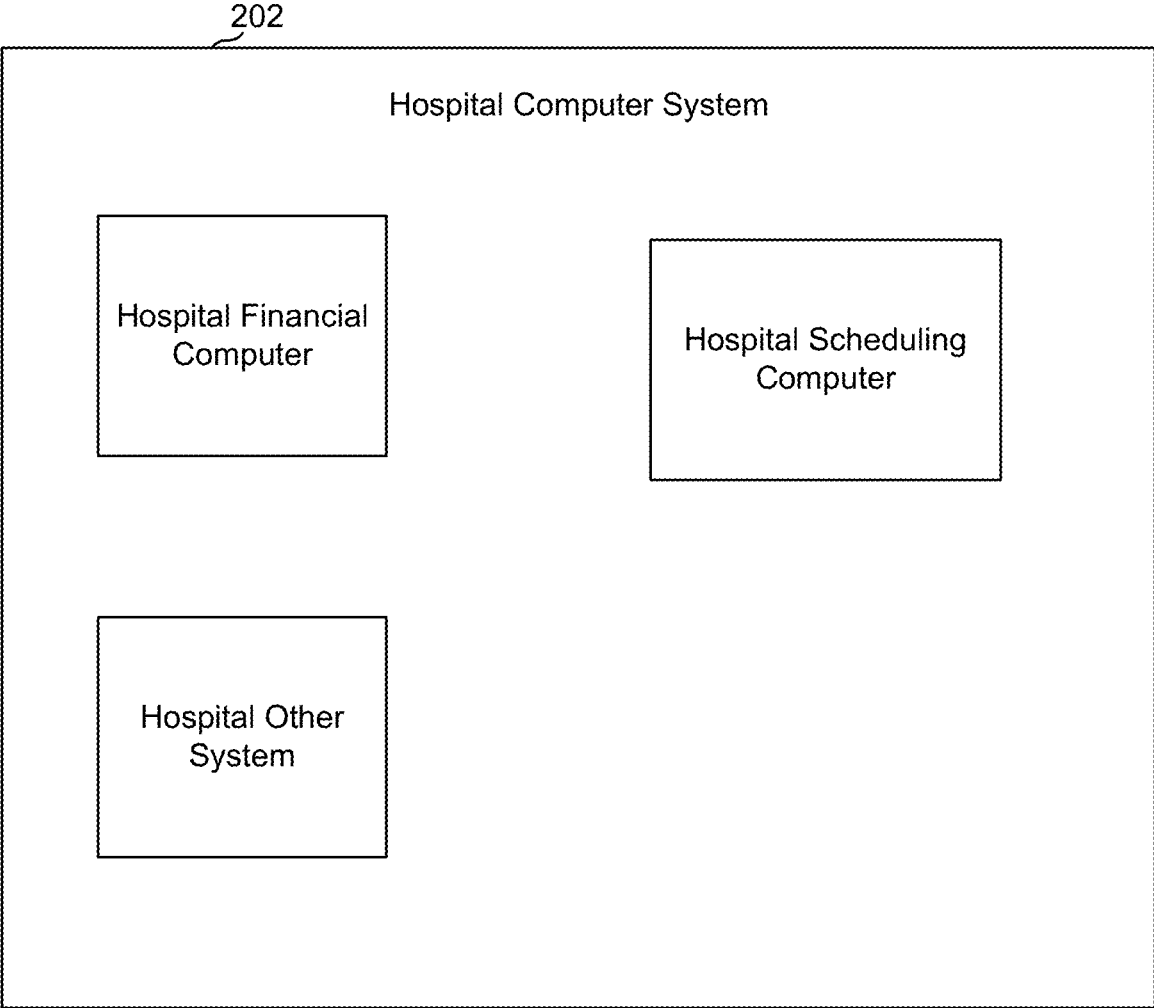 202
Hospital Computer System
Hospital Financial
Computer
Hospital Scheduling
Computer
Hospital Other
System